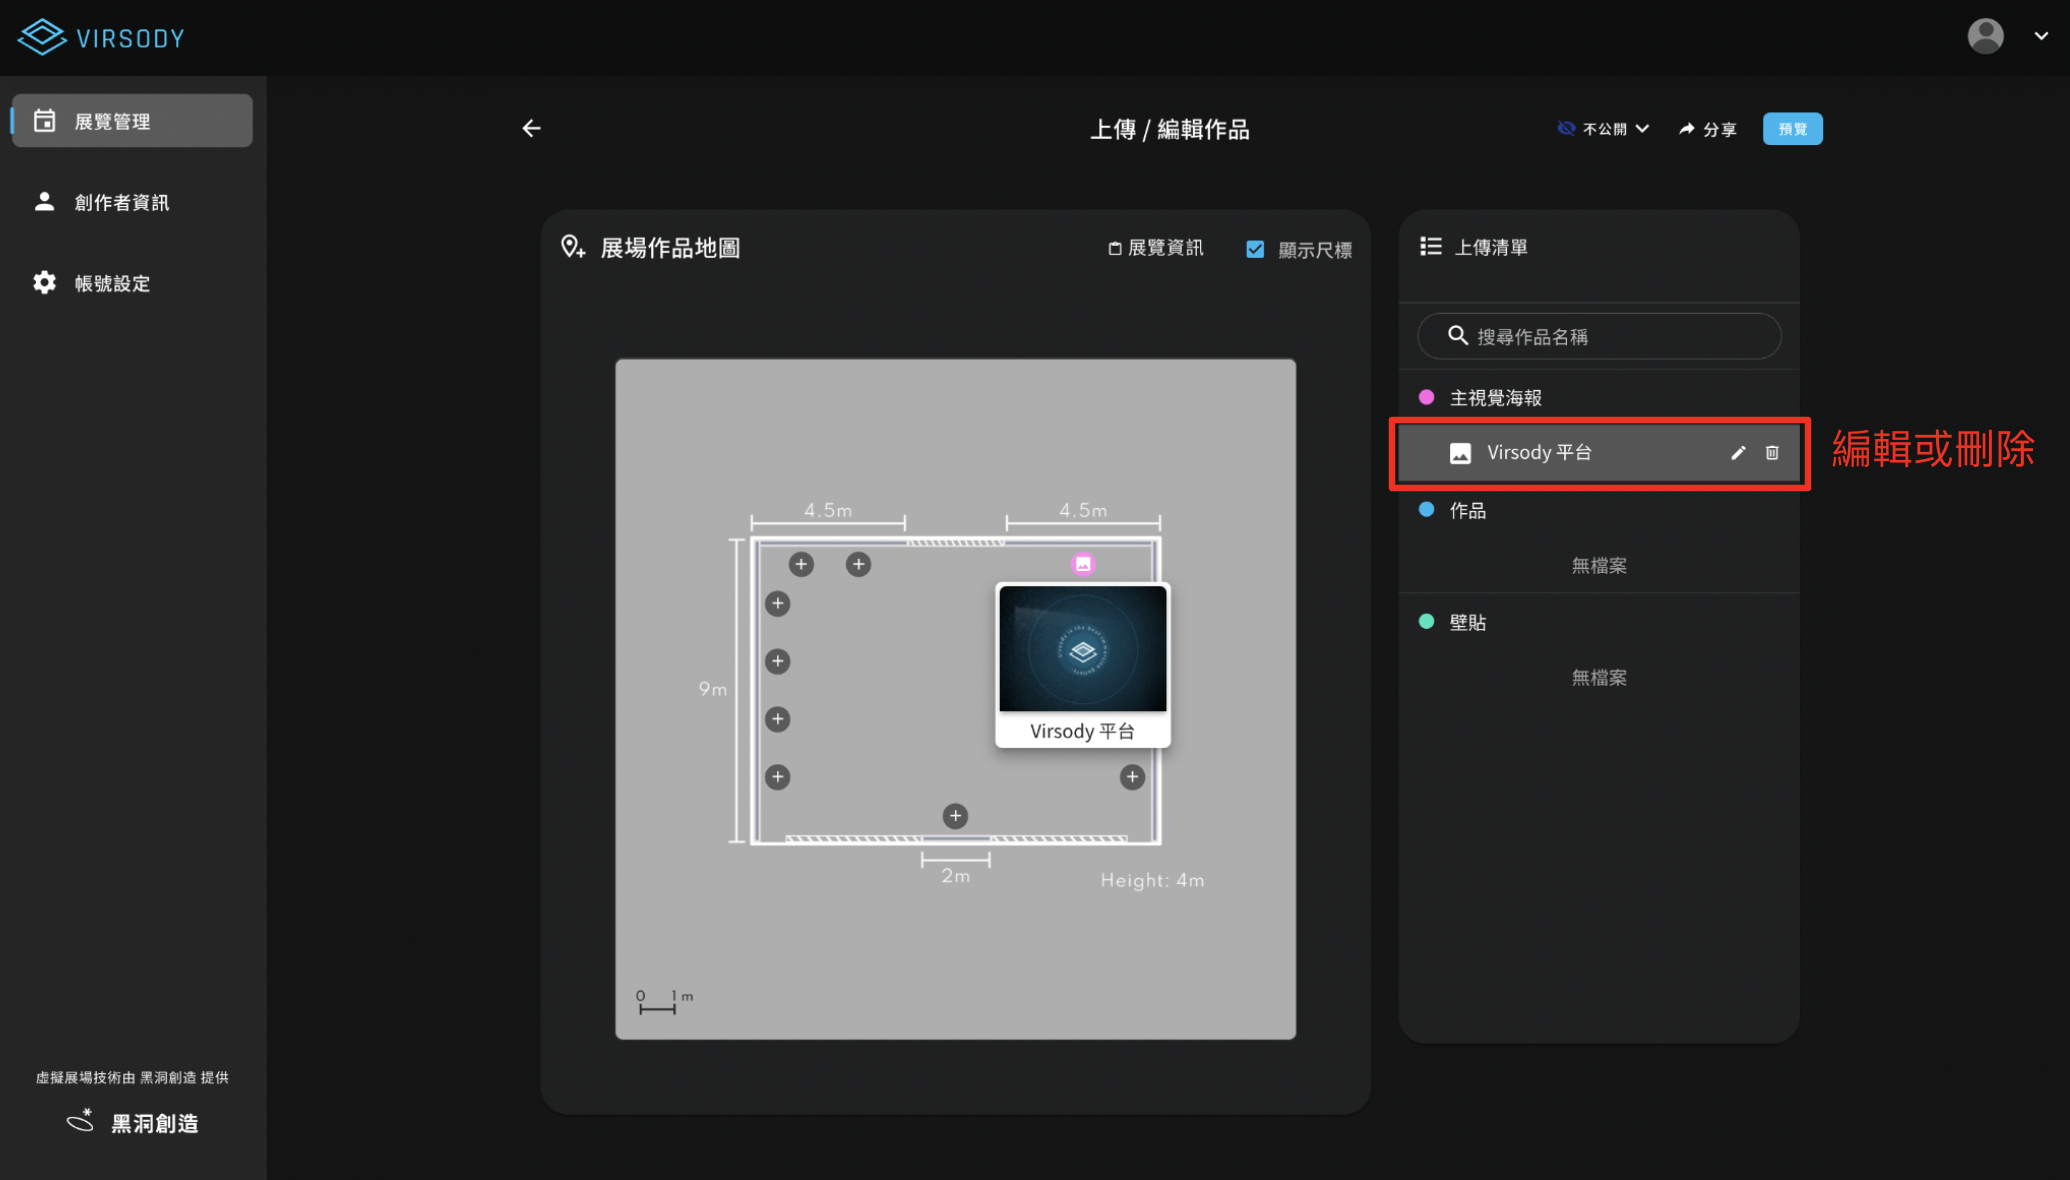 VIRSODY
展覽管理
創作者資訊
帳號設定
虛擬展場技術由 黑洞創造 提供
黑洞創造
上傳 / 編輯作品
不公開
分享
預覽
展場作品地圖
展覽資訊
顯示尺標
4.5m
4.5m
9m
Virsody 平台
2m
Height: 4m
0 1 m
上傳清單
搜尋作品名稱
主視覺海報
Virsody 平台
編輯或刪除
作品
無檔案
壁貼
無檔案